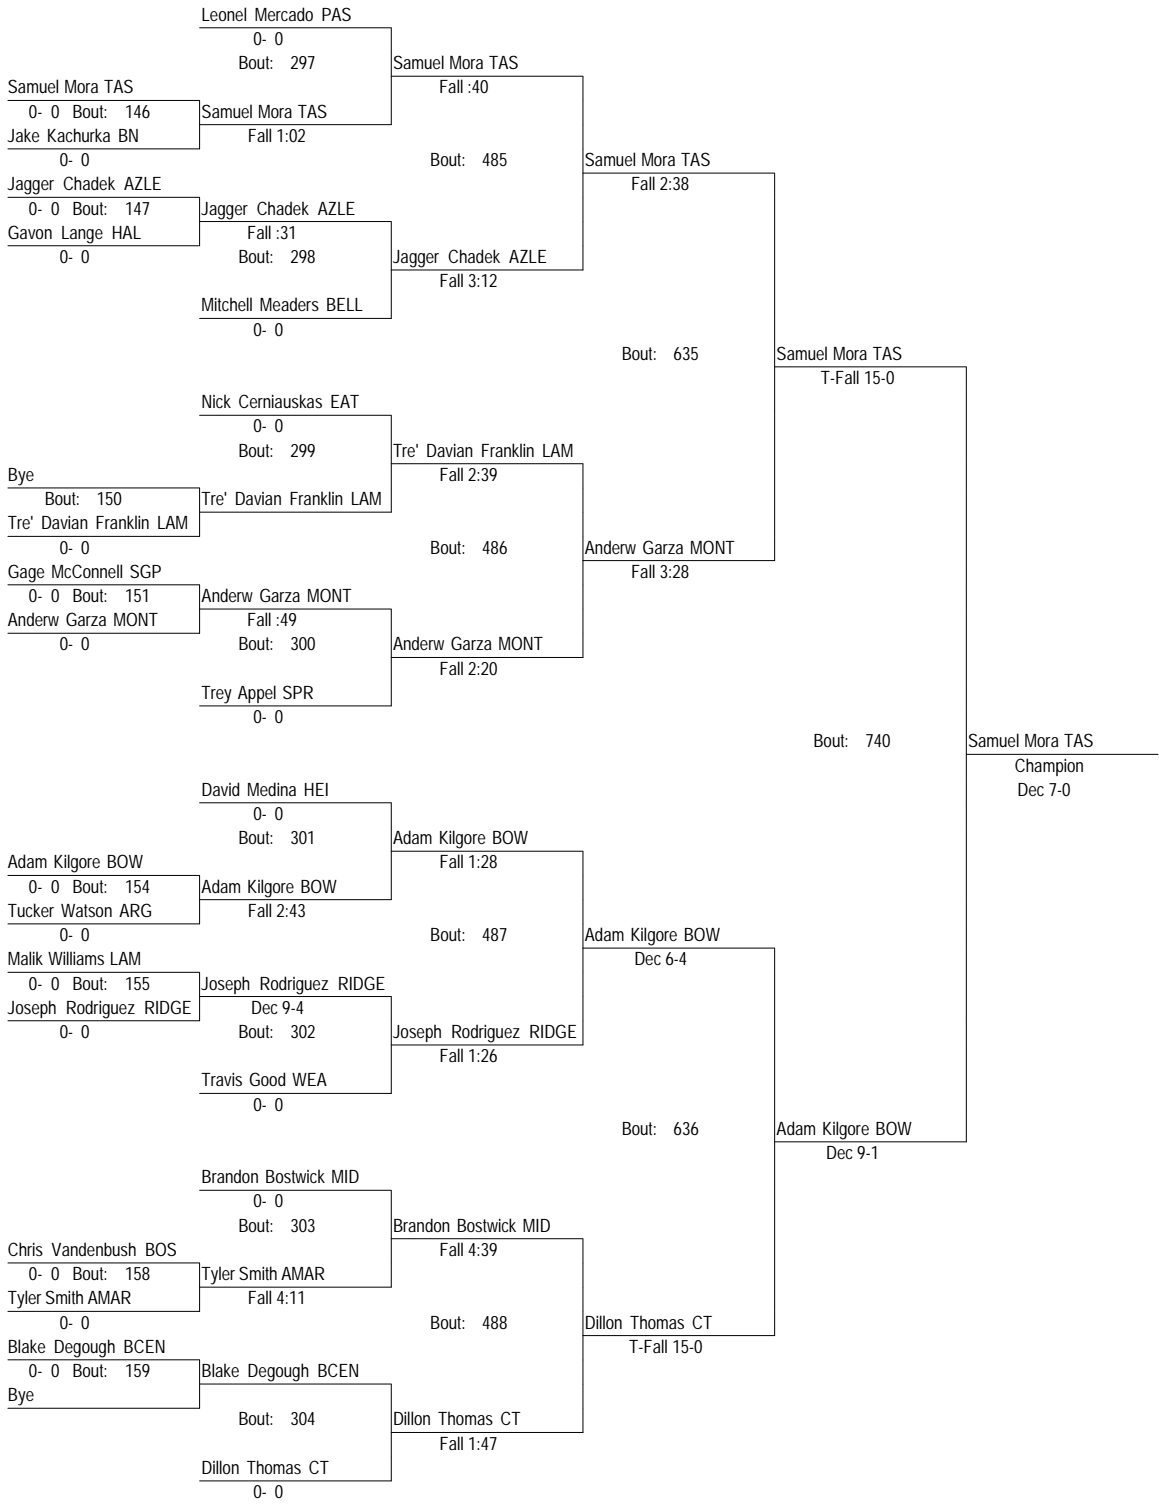 Leonel Mercado PAS
0- 0
Bout: 297
Samuel Mora TAS
Fall :40
Samuel Mora TAS
0- 0 Bout: 146
Samuel Mora TAS
Jake Kachurka BN
Fall 1:02
0- 0
Bout: 485
Samuel Mora TAS
Jagger Chadek AZLE
Fall 2:38
0- 0 Bout: 147
Jagger Chadek AZLE
Gavon Lange HAL
Fall :31
0- 0
Bout: 298
Jagger Chadek AZLE
Fall 3:12
Mitchell Meaders BELL
0- 0
Bout: 635
Samuel Mora TAS
T-Fall 15-0
Nick Cerniauskas EAT
0- 0
Bout: 299
Tre' Davian Franklin LAM
Bye
Fall 2:39
Bout: 150
Tre' Davian Franklin LAM
Tre' Davian Franklin LAM
0- 0
Bout: 486
Anderw Garza MONT
Gage McConnell SGP
Fall 3:28
0- 0 Bout: 151
Anderw Garza MONT
Anderw Garza MONT
Fall :49
0- 0
Bout: 300
Anderw Garza MONT
Fall 2:20
Trey Appel SPR
0- 0
Bout: 740
Samuel Mora TAS
Champion
Dec 7-0
David Medina HEI
0- 0
Bout: 301
Adam Kilgore BOW
Adam Kilgore BOW
Fall 1:28
0- 0 Bout: 154
Adam Kilgore BOW
Tucker Watson ARG
Fall 2:43
0- 0
Bout: 487
Adam Kilgore BOW
Malik Williams LAM
Dec 6-4
0- 0 Bout: 155
Joseph Rodriguez RIDGE
Joseph Rodriguez RIDGE
Dec 9-4
0- 0
Bout: 302
Joseph Rodriguez RIDGE
Fall 1:26
Travis Good WEA
0- 0
Bout: 636
Adam Kilgore BOW
Dec 9-1
Brandon Bostwick MID
0- 0
Bout: 303
Brandon Bostwick MID
Chris Vandenbush BOS
Fall 4:39
0- 0 Bout: 158
Tyler Smith AMAR
Tyler Smith AMAR
Fall 4:11
0- 0
Bout: 488
Dillon Thomas CT
Blake Degough BCEN
T-Fall 15-0
0- 0 Bout: 159
Blake Degough BCEN
Bye
Bout: 304
Dillon Thomas CT
Fall 1:47
Dillon Thomas CT
0- 0